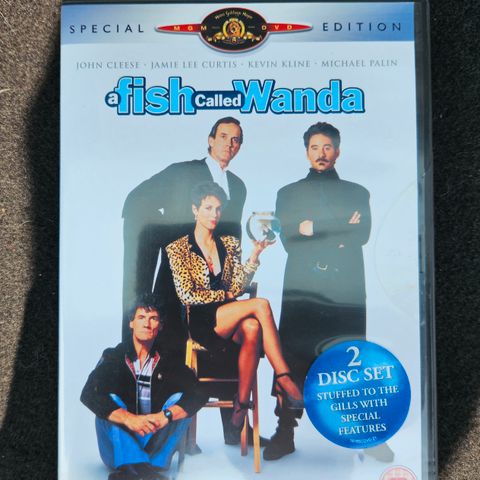 SPECIAL MGM DVD EDITION
JOHN CLEESE · JAMIE LEE CURTIS · KEVIN KLINE · MICHAEL PALIN
a fish Called Wanda
2
DISC SET
STUFFED TO THE
GILLS WITH
SPECIAL
FEATURES